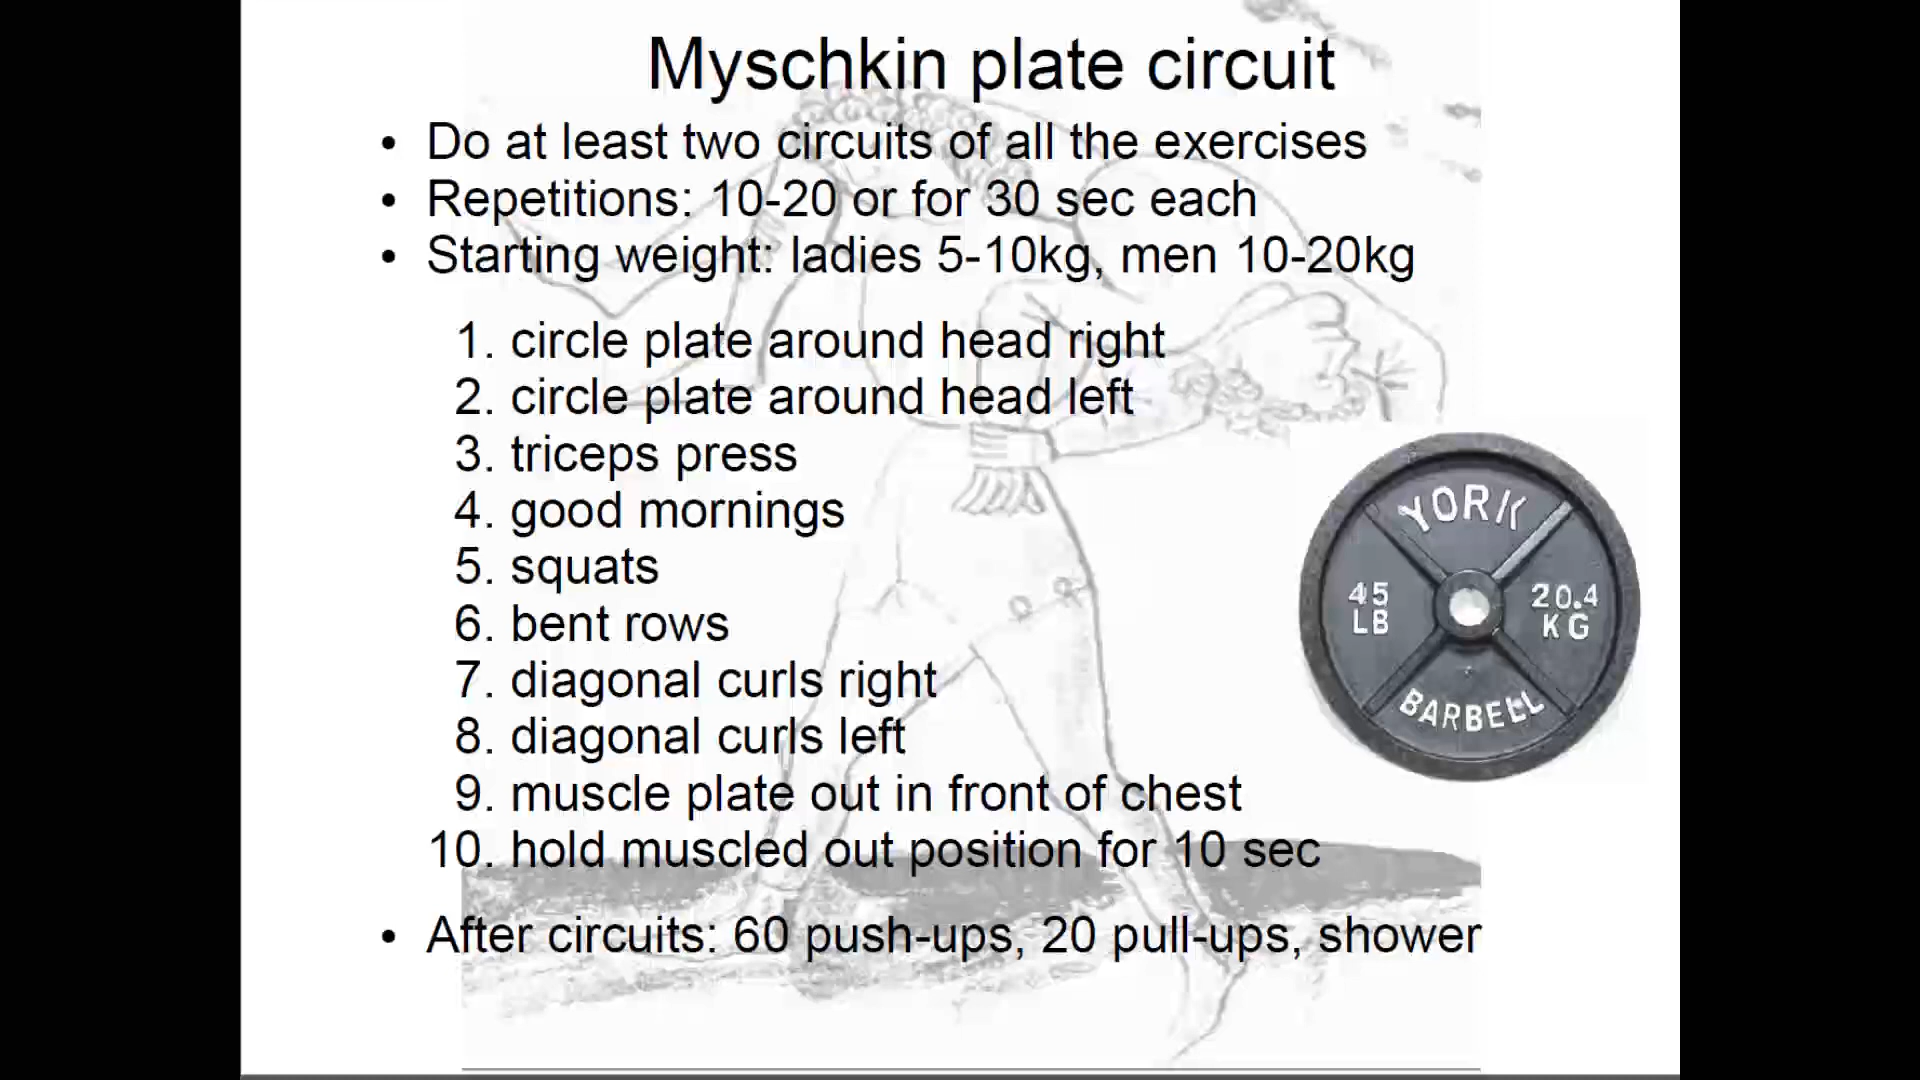 Myschkin plate circuit
• Do at least two circuits of all the exercises
• Repetitions: 10-20 or for 30 sec each
• Starting weight: ladies 5-10kg, men 10-20kg
1. circle plate around head right
2. circle plate around head left
3. triceps press
4. good mornings
5. squats
6. bent rows
7. diagonal curls right
8. diagonal curls left
9. muscle plate out in front of chest
10. hold muscled out position for 10 sec
• After circuits: 60 push-ups, 20 pull-ups, shower
YORK
45
LB
20.4
KG
BARBELL